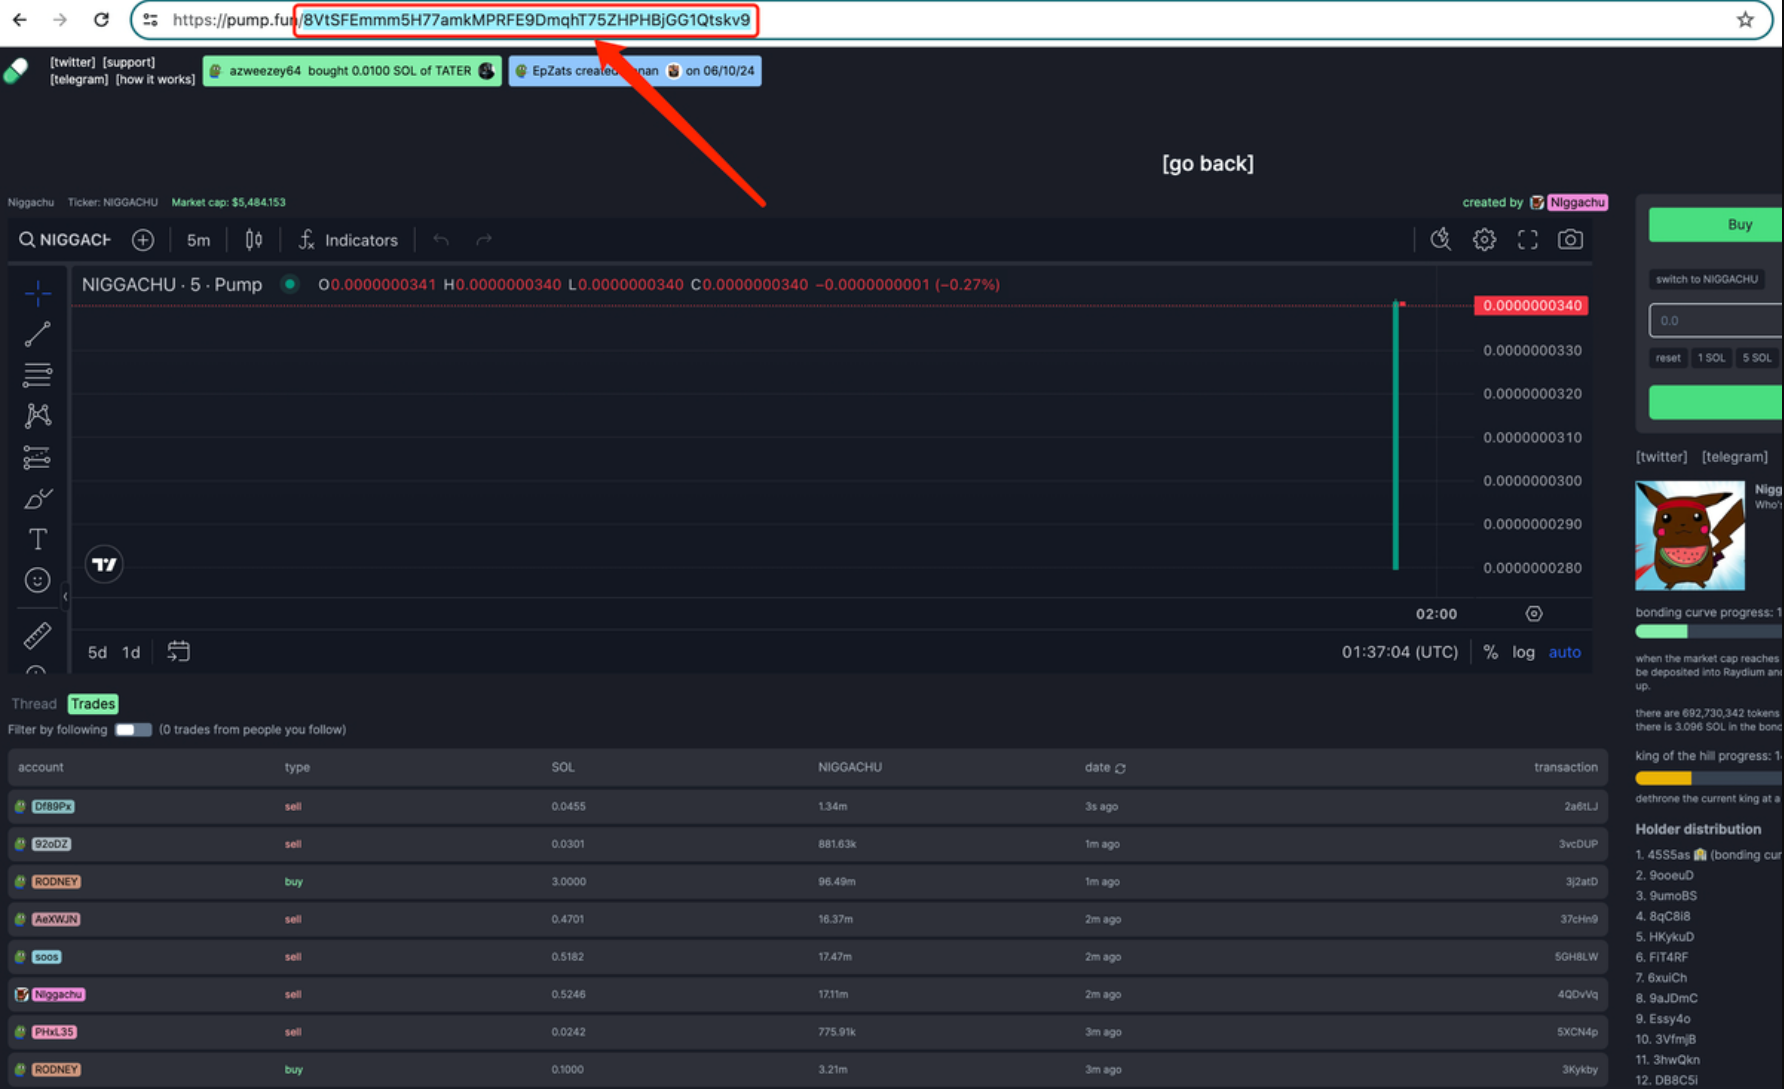 https://pump.fun/8VtSFEmmm5H77amkMPRFE9DmqhT75ZHPHBjGG1Qtskv9
[twitter] [support]
[telegram] [how it works]
azweezey64 bought 0.0100 SOL of TATER
EpZats created nan on 06/10/24
[go back]
Niggachu Ticker: NIGGACHU Market cap: $5,484.153
created by NIggachu
NIGGACH 5m Indicators
NIGGACHU · 5 · Pump O0.0000000341 H0.0000000340 L0.0000000340 C0.0000000340 −0.0000000001 (−0.27%)
0.0000000340
0.0000000330
0.0000000320
0.0000000310
0.0000000300
0.0000000290
0.0000000280
02:00
5d 1d
01:37:04 (UTC) % log auto
Thread Trades
Filter by following (0 trades from people you follow)
account type SOL NIGGACHU date transaction
Df89Px sell 0.0455 1.34m 3s ago 2a6tLJ
92oDZ sell 0.0301 881.63k 1m ago 3vcDUP
RODNEY buy 3.0000 96.49m 1m ago 3j2atD
AeXWJN sell 0.4701 16.37m 2m ago 37cHn9
soos sell 0.5182 17.47m 2m ago 5GH8LW
NIggachu sell 0.5246 17.11m 2m ago 4QDvVq
PHxL35 sell 0.0242 775.91k 3m ago 5XCN4p
RODNEY buy 0.1000 3.21m 3m ago 3Kykby
Buy
switch to NIGGACHU
0.0
reset 1 SOL 5 SOL
[twitter] [telegram]
Nigg
Who's
bonding curve progress: 1
when the market cap reaches
be deposited into Raydium and
up.
there are 692,730,342 tokens
there is 3.096 SOL in the bonc
king of the hill progress: 1
dethrone the current king at a
Holder distribution
1. 45S5as (bonding cur
2. 9ooeuD
3. 9umoBS
4. 8qC8i8
5. HKykuD
6. FiT4RF
7. 6xuiCh
8. 9aJDmC
9. Essy4o
10. 3VfmjB
11. 3hwQkn
12. DB8C5i